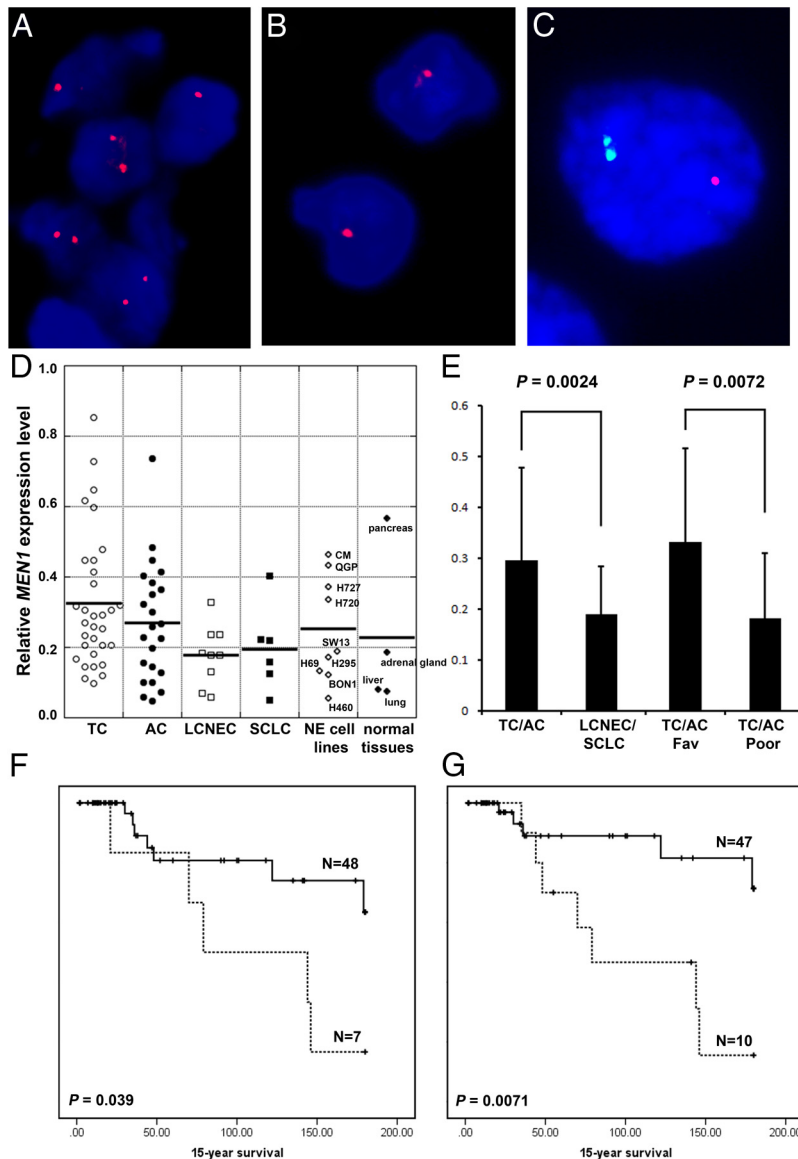 A
B
C
D
Relative MEN1 expression level
1.0
0.8
0.6
0.4
0.2
0.0
pancreas
CM
QGP
H727
H720
SW13
H69
H295
adrenal gland
BON1
liver
lung
H460
TC
AC
LCNEC
SCLC
NE cell
lines
normal
tissues
E
P = 0.0024
P = 0.0072
0.6
0.5
0.4
0.3
0.2
0.1
0
TC/AC
LCNEC/
SCLC
TC/AC
Fav
TC/AC
Poor
F
N=48
N=7
P = 0.039
.00
50.00
100.00
150.00
200.00
15-year survival
G
N=47
N=10
P = 0.0071
.00
50.00
100.00
150.00
200.00
15-year survival